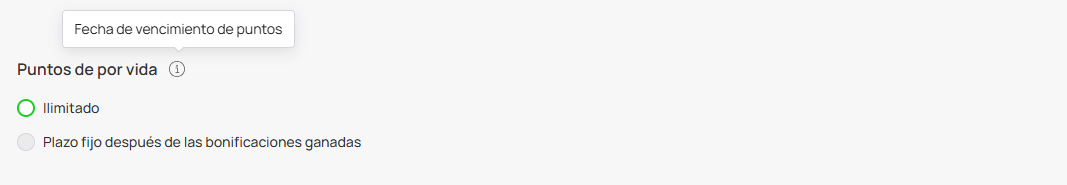 Fecha de vencimiento de puntos
Puntos de por vida
Ilimitado
Plazo fijo después de las bonificaciones ganadas